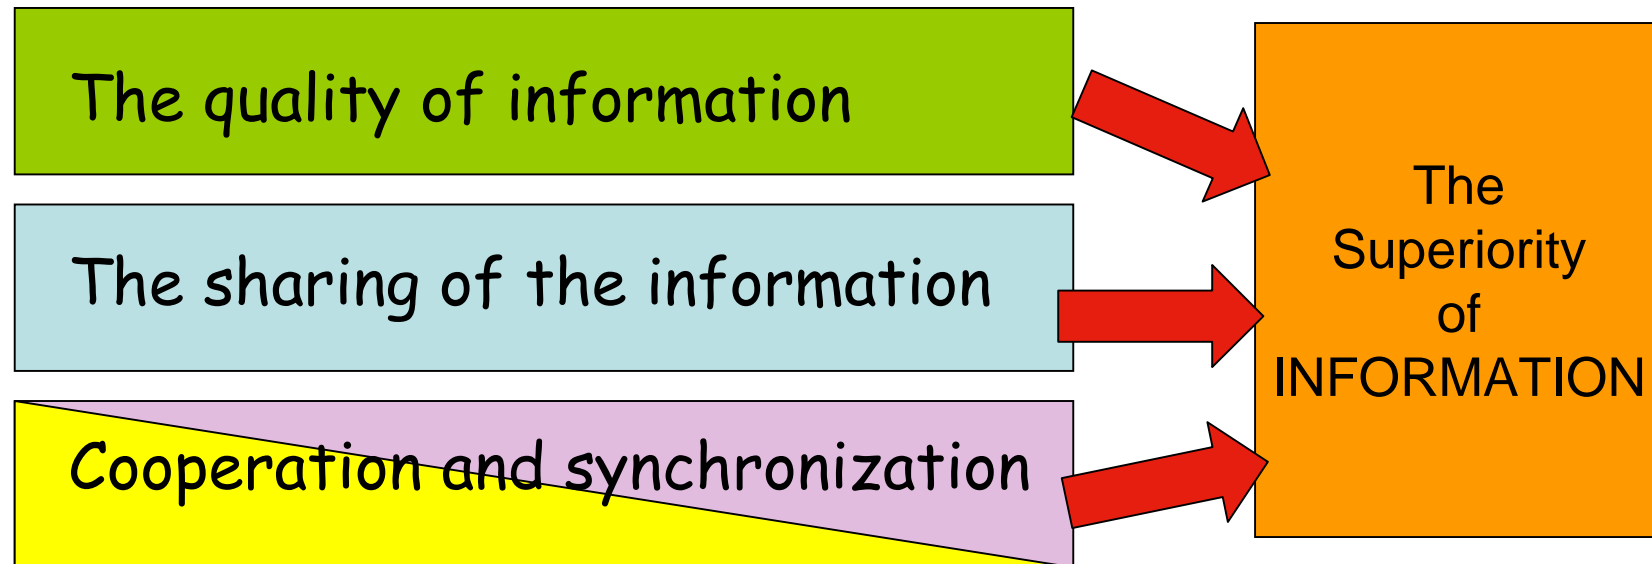 The quality of information
The sharing of the information
Cooperation and synchronization
The
Superiority
of
INFORMATION